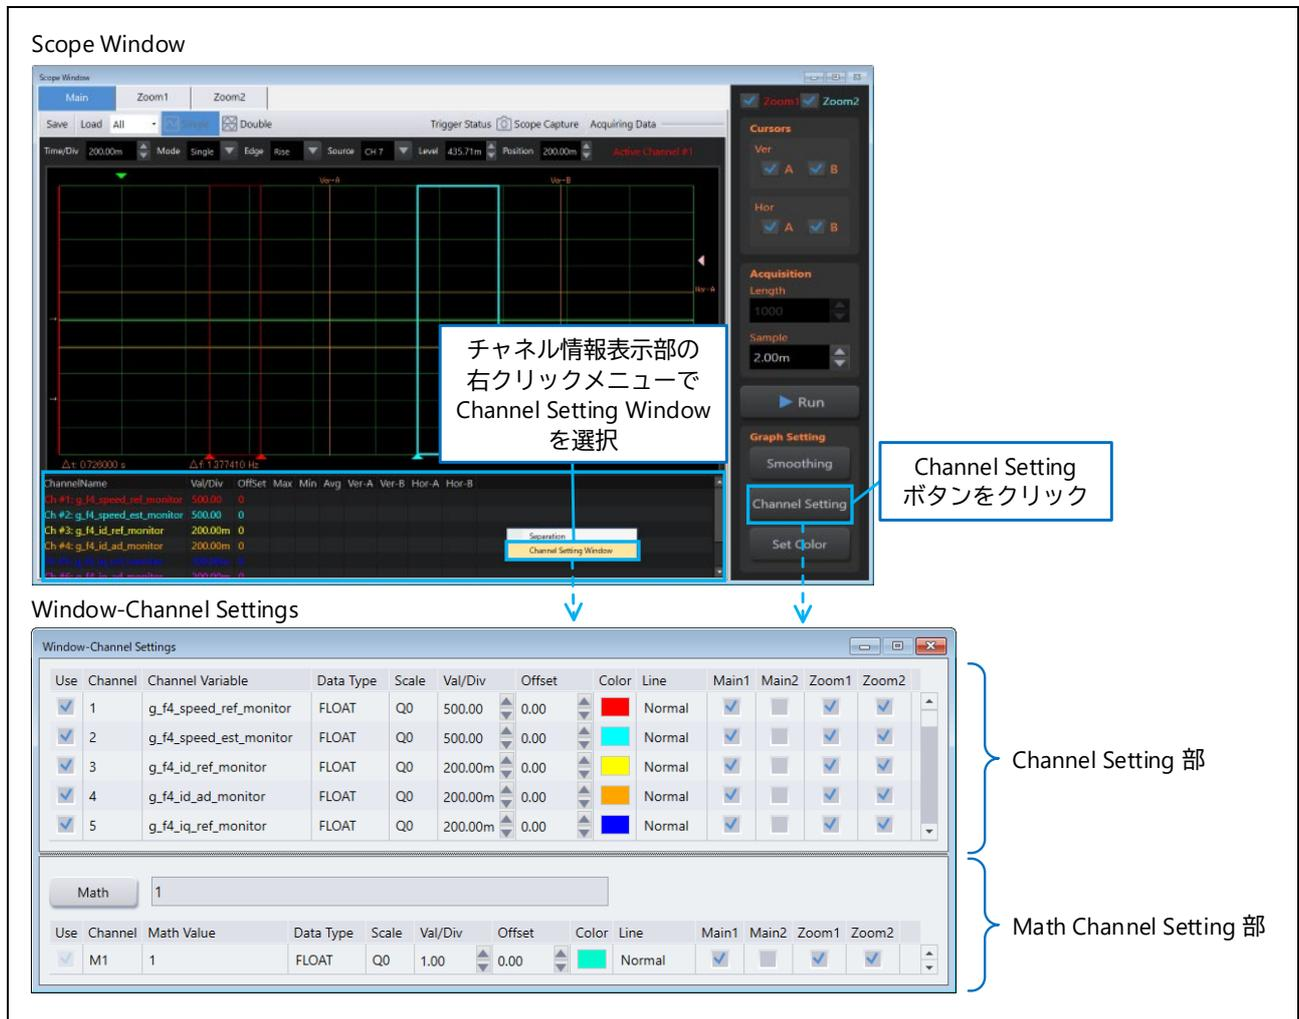 Scope Window
Scope Window
Main Zoom1 Zoom2
Save Load All Single Double Trigger Status Scope Capture Acquiring Data
Time/Div 200.00m Mode Single Edge Rise Source CH 7 Level 435.71m Position 200.00m Active Channel #1
Ver-A Ver-B
Hor-A
Δt: 0.726000 s Δf: 1.377410 Hz
ChannelName Val/Div OffSet Max Min Avg Ver-A Ver-B Hor-A Hor-B
Ch #1: g_f4_speed_ref_monitor 500.00 0
Ch #2: g_f4_speed_est_monitor 500.00 0
Ch #3: g_f4_id_ref_monitor 200.00m 0
Ch #4: g_f4_id_ad_monitor 200.00m 0
Separation
Channel Setting Window
Zoom1 Zoom2
Cursors
Ver
A B
Hor
A B
Acquisition
Length
1000
Sample
2.00m
Run
Graph Setting
Smoothing
Channel Setting
Set Color
チャネル情報表示部の
右クリックメニューで
Channel Setting Window
を選択
Channel Setting
ボタンをクリック
Window-Channel Settings
Window-Channel Settings
Use Channel Channel Variable Data Type Scale Val/Div Offset Color Line Main1 Main2 Zoom1 Zoom2
1 g_f4_speed_ref_monitor FLOAT Q0 500.00 0.00 Normal
2 g_f4_speed_est_monitor FLOAT Q0 500.00 0.00 Normal
3 g_f4_id_ref_monitor FLOAT Q0 200.00m 0.00 Normal
4 g_f4_id_ad_monitor FLOAT Q0 200.00m 0.00 Normal
5 g_f4_iq_ref_monitor FLOAT Q0 200.00m 0.00 Normal
Channel Setting 部
Math 1
Use Channel Math Value Data Type Scale Val/Div Offset Color Line Main1 Main2 Zoom1 Zoom2
M1 1 FLOAT Q0 1.00 0.00 Normal
Math Channel Setting 部